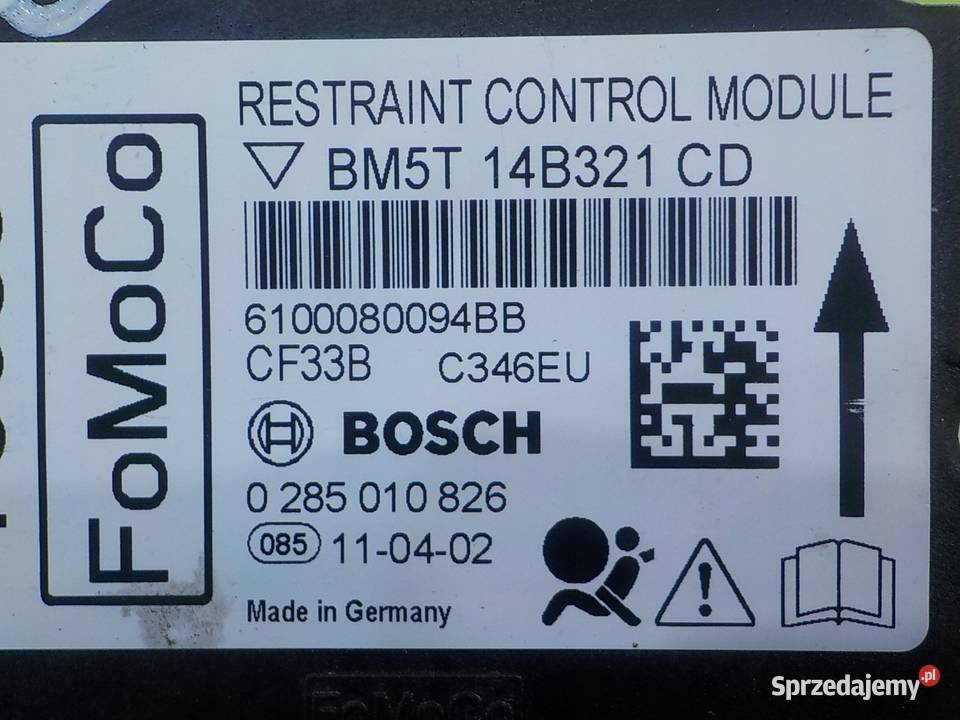 FoMoCo
RESTRAINT CONTROL MODULE
BM5T 14B321 CD
6100080094BB
CF33B C346EU
BOSCH
0 285 010 826
085 11-04-02
Made in Germany
FoMoCo
Sprzedajemy.pl